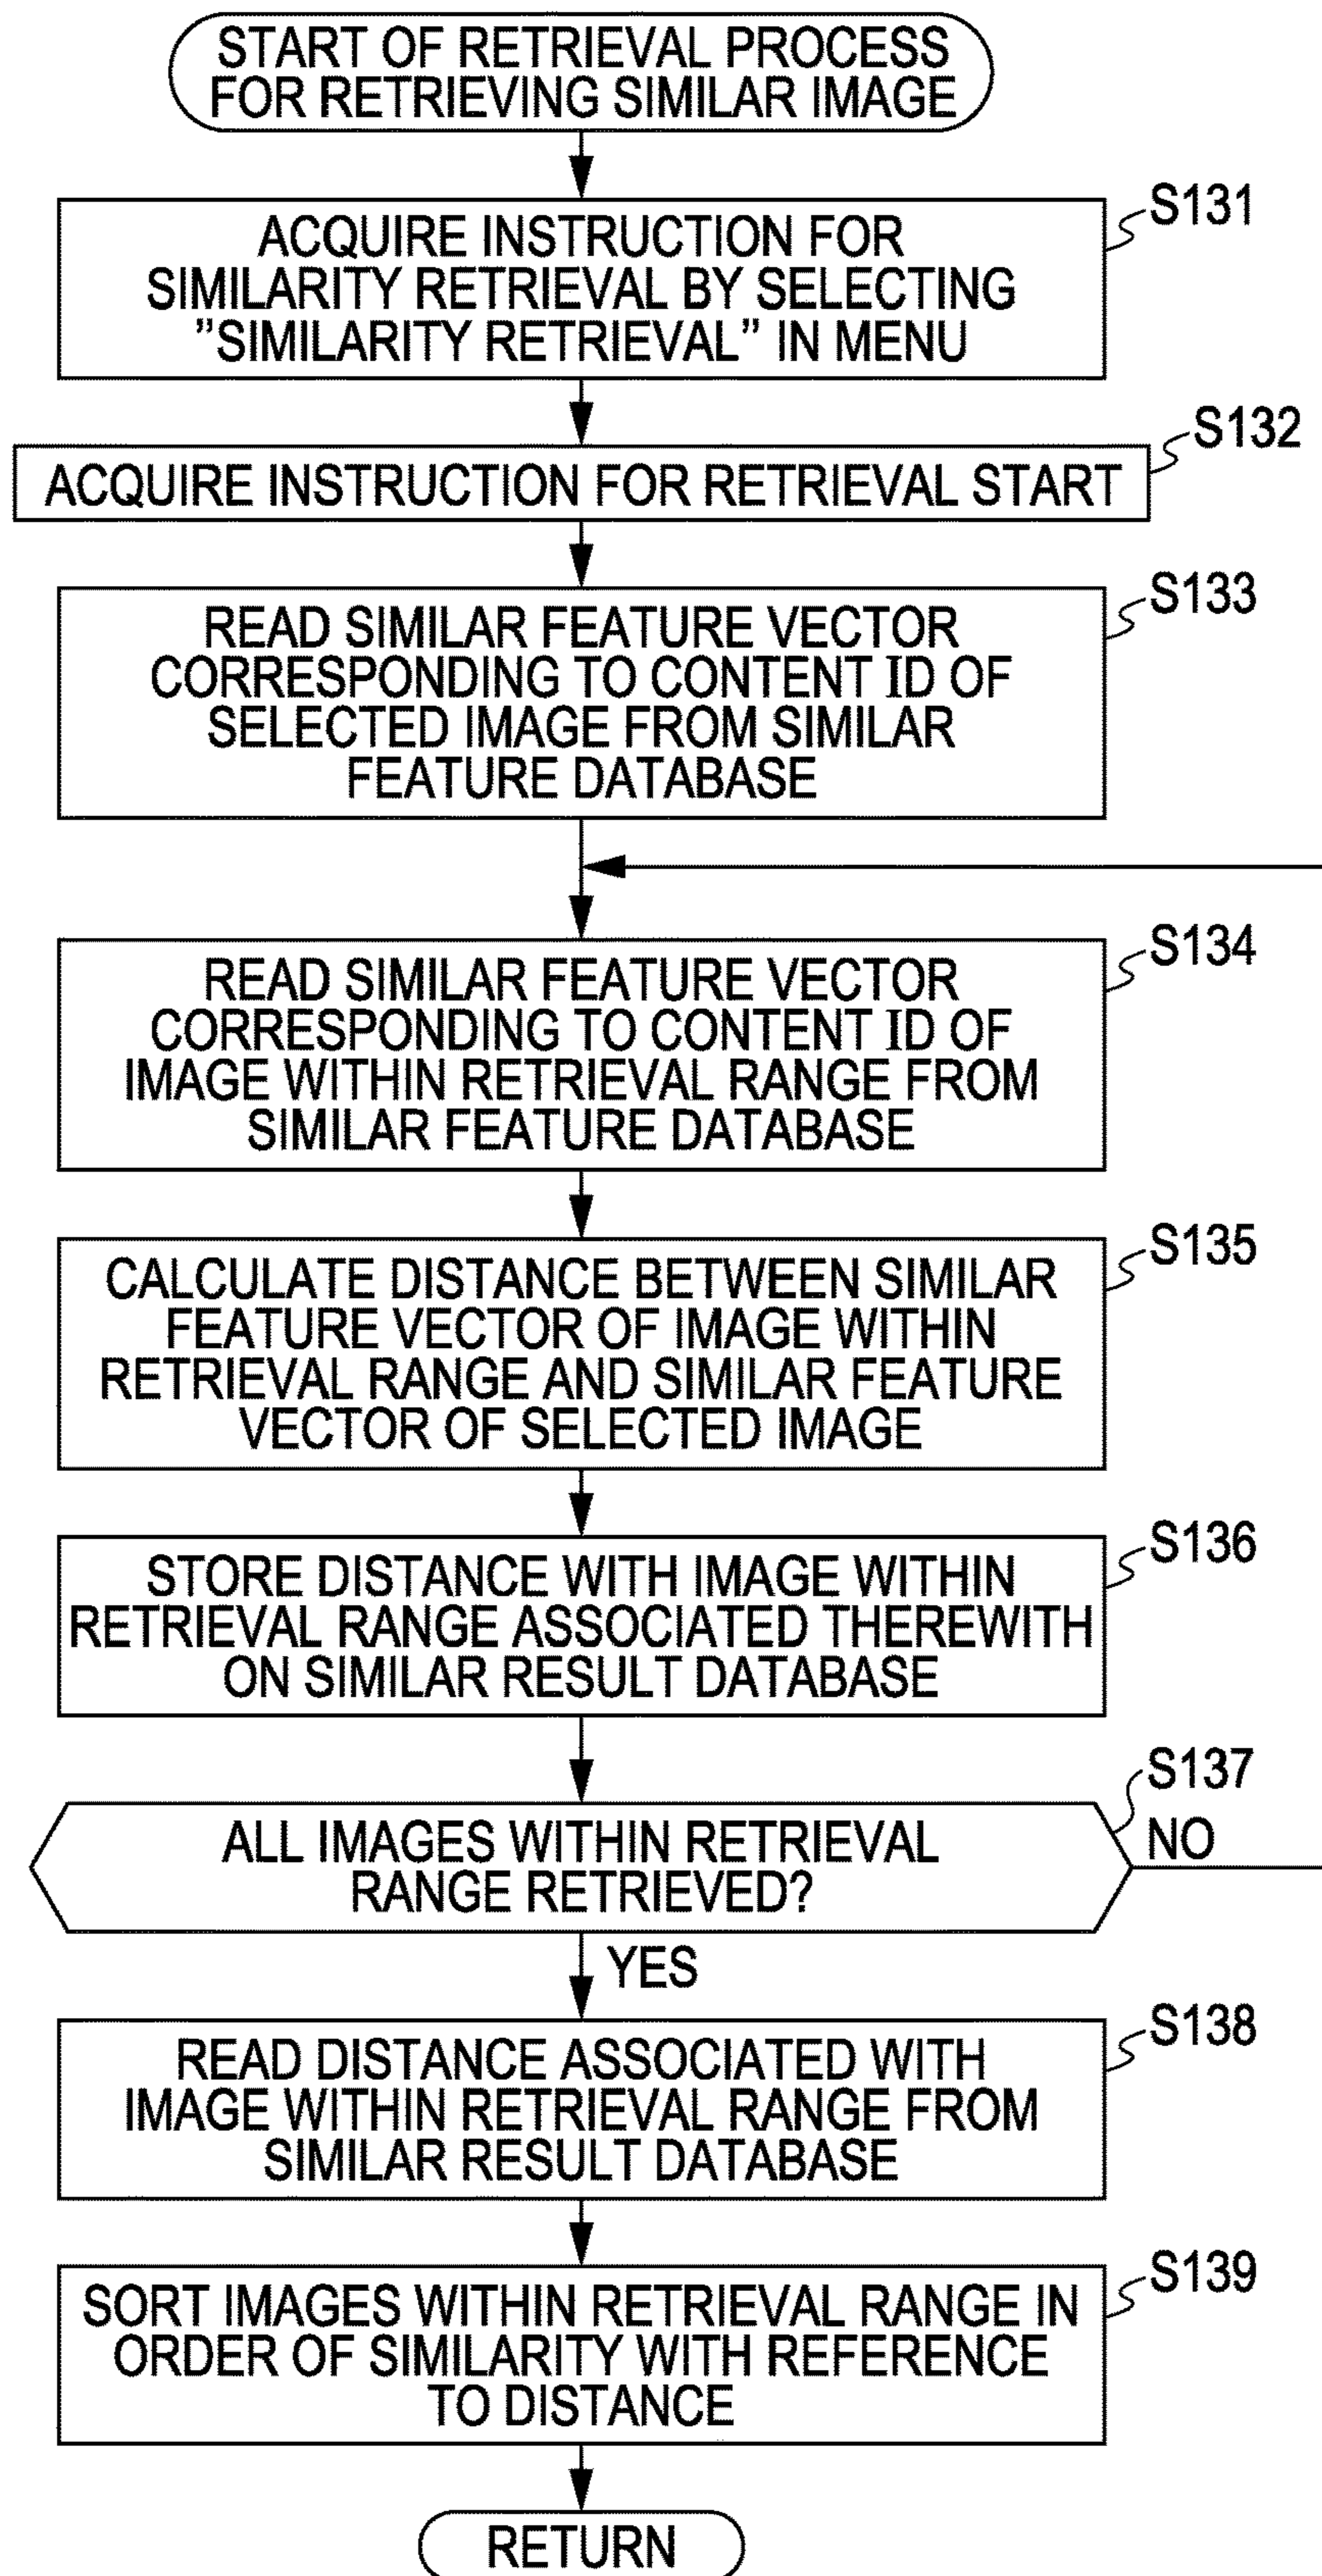 START OF RETRIEVAL PROCESS
FOR RETRIEVING SIMILAR IMAGE
S131
ACQUIRE INSTRUCTION FOR
SIMILARITY RETRIEVAL BY SELECTING
"SIMILARITY RETRIEVAL" IN MENU
S132
ACQUIRE INSTRUCTION FOR RETRIEVAL START
S133
READ SIMILAR FEATURE VECTOR
CORRESPONDING TO CONTENT ID OF
SELECTED IMAGE FROM SIMILAR
FEATURE DATABASE
S134
READ SIMILAR FEATURE VECTOR
CORRESPONDING TO CONTENT ID OF
IMAGE WITHIN RETRIEVAL RANGE FROM
SIMILAR FEATURE DATABASE
S135
CALCULATE DISTANCE BETWEEN SIMILAR
FEATURE VECTOR OF IMAGE WITHIN
RETRIEVAL RANGE AND SIMILAR FEATURE
VECTOR OF SELECTED IMAGE
S136
STORE DISTANCE WITH IMAGE WITHIN
RETRIEVAL RANGE ASSOCIATED THEREWITH
ON SIMILAR RESULT DATABASE
S137
ALL IMAGES WITHIN RETRIEVAL
RANGE RETRIEVED?
NO
YES
S138
READ DISTANCE ASSOCIATED WITH
IMAGE WITHIN RETRIEVAL RANGE FROM
SIMILAR RESULT DATABASE
S139
SORT IMAGES WITHIN RETRIEVAL RANGE IN
ORDER OF SIMILARITY WITH REFERENCE
TO DISTANCE
RETURN